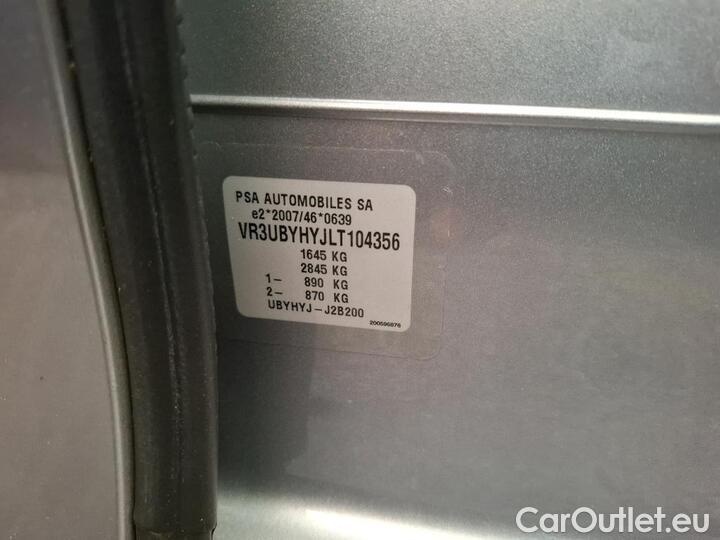 PSA AUTOMOBILES SA
e2*2007/46*0639
VR3UBYHYJLT104356
1645 KG
2845 KG
1- 890 KG
2- 870 KG
UBYHYJ-J2B200
200596876
CarOutlet.eu